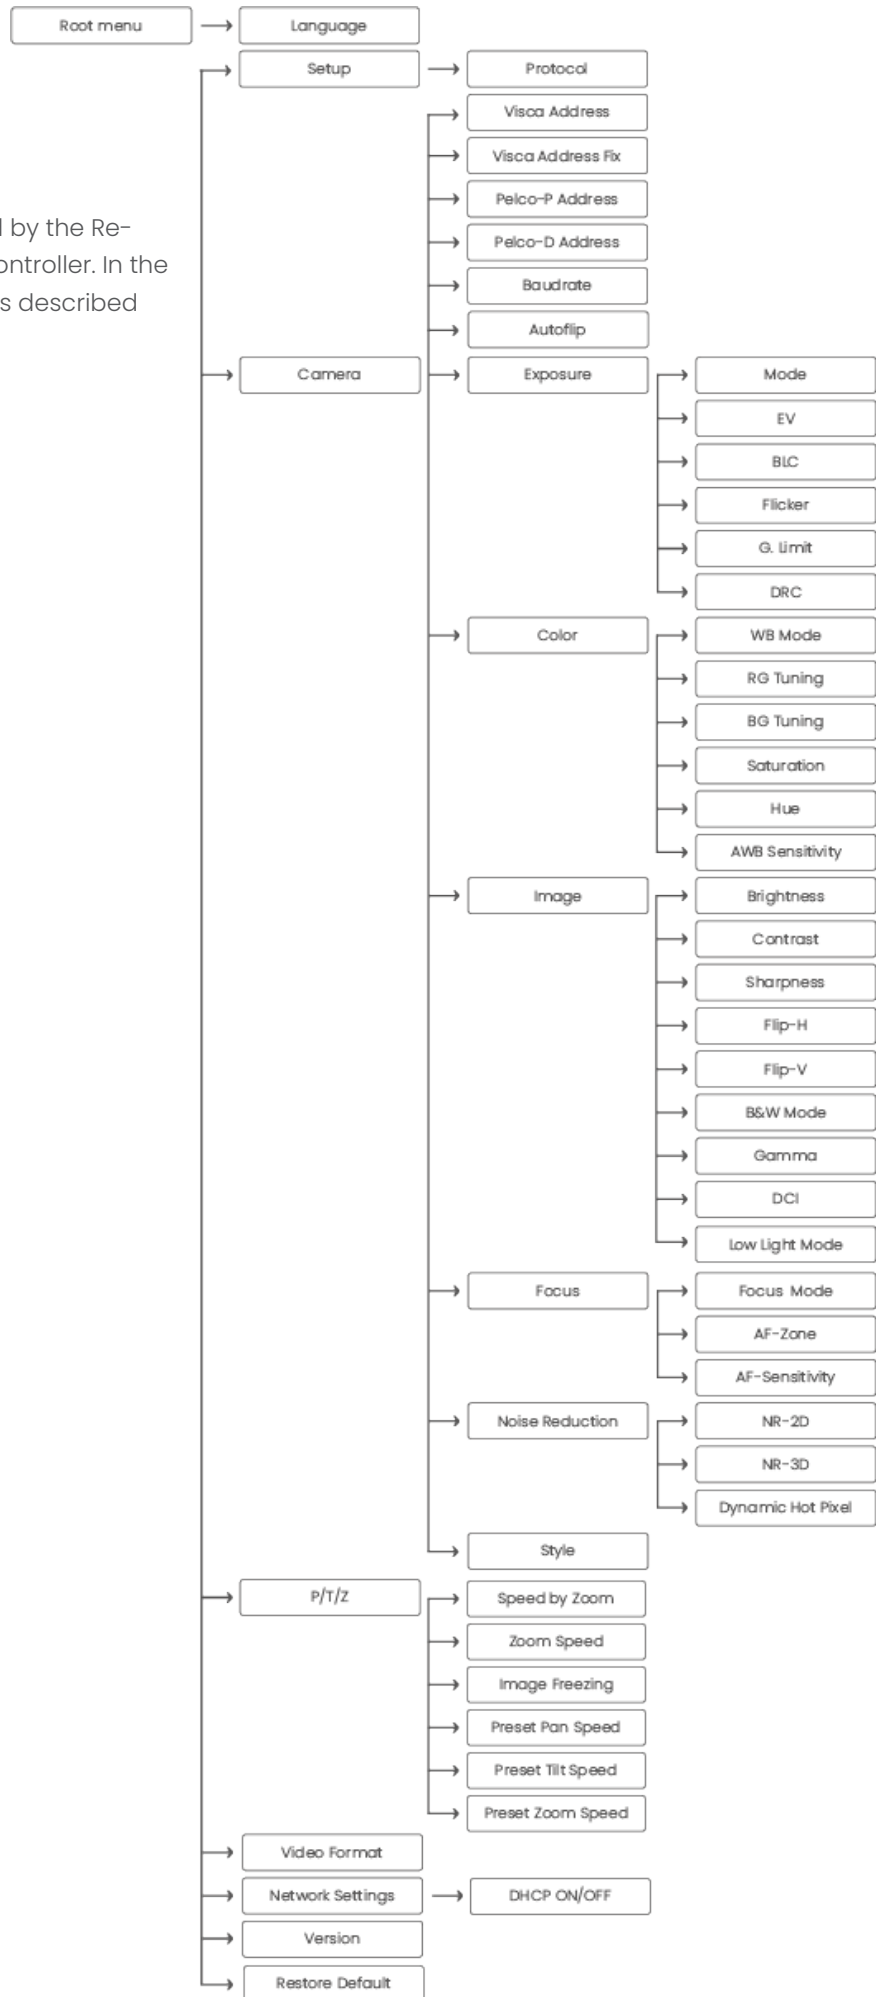 Root menu
Language
Setup
Protocol
Visca Address
Visca Address Fix
Pelco-P Address
l by the Re-
Pelco-D Address
ontroller. In the
Baudrate
s described
Autoflip
Camera
Exposure
Mode
EV
BLC
Flicker
G. Limit
DRC
Color
WB Mode
RG Tuning
BG Tuning
Saturation
Hue
AWB Sensitivity
Image
Brightness
Contrast
Sharpness
Flip-H
Flip-V
B&W Mode
Gamma
DCI
Low Light Mode
Focus
Focus Mode
AF-Zone
AF-Sensitivity
Noise Reduction
NR-2D
NR-3D
Dynamic Hot Pixel
Style
P/T/Z
Speed by Zoom
Zoom Speed
Image Freezing
Preset Pan Speed
Preset Tilt Speed
Preset Zoom Speed
Video Format
Network Settings
DHCP ON/OFF
Version
Restore Default